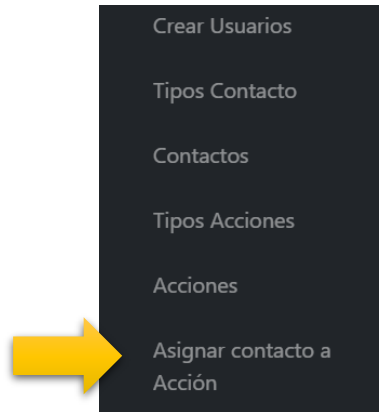 Crear Usuarios
Tipos Contacto
Contactos
Tipos Acciones
Acciones
Asignar contacto a
Acción